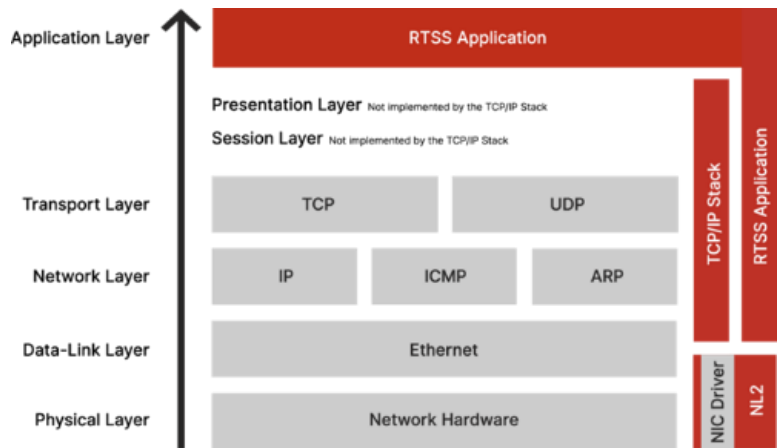 Application Layer
RTSS Application
Presentation Layer Not implemented by the TCP/IP Stack
Session Layer Not implemented by the TCP/IP Stack
Transport Layer
TCP
UDP
Network Layer
IP
ICMP
ARP
Data-Link Layer
Ethernet
Physical Layer
Network Hardware
TCP/IP Stack
RTSS Application
NIC Driver
NL2